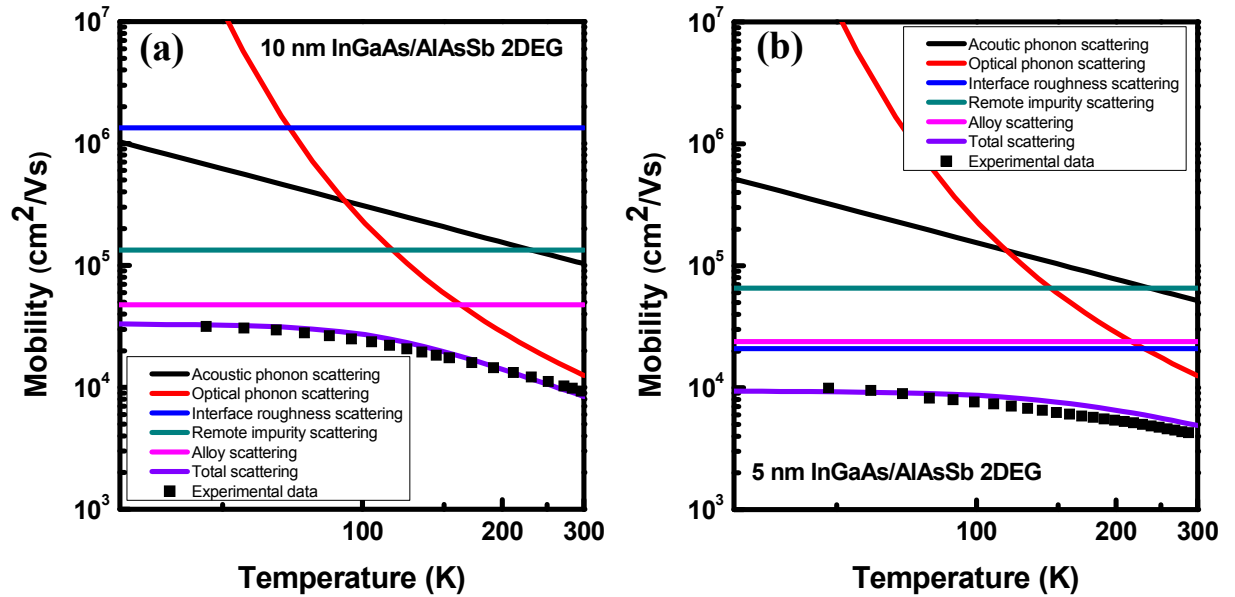 (a)
10 nm InGaAs/AlAsSb 2DEG
Mobility (cm²/Vs)
10⁷
10⁶
10⁵
10⁴
10³
Acoustic phonon scattering
Optical phonon scattering
Interface roughness scattering
Remote impurity scattering
Alloy scattering
Total scattering
Experimental data
100
200
300
Temperature (K)
(b)
Acoutic phonon scattering
Optical phonon scattering
Interface roughness scattering
Remote impurity scattering
Alloy scattering
Total scattering
Experimental data
Mobility (cm²/Vs)
10⁷
10⁶
10⁵
10⁴
10³
5 nm InGaAs/AlAsSb 2DEG
100
200
300
Temperature (K)